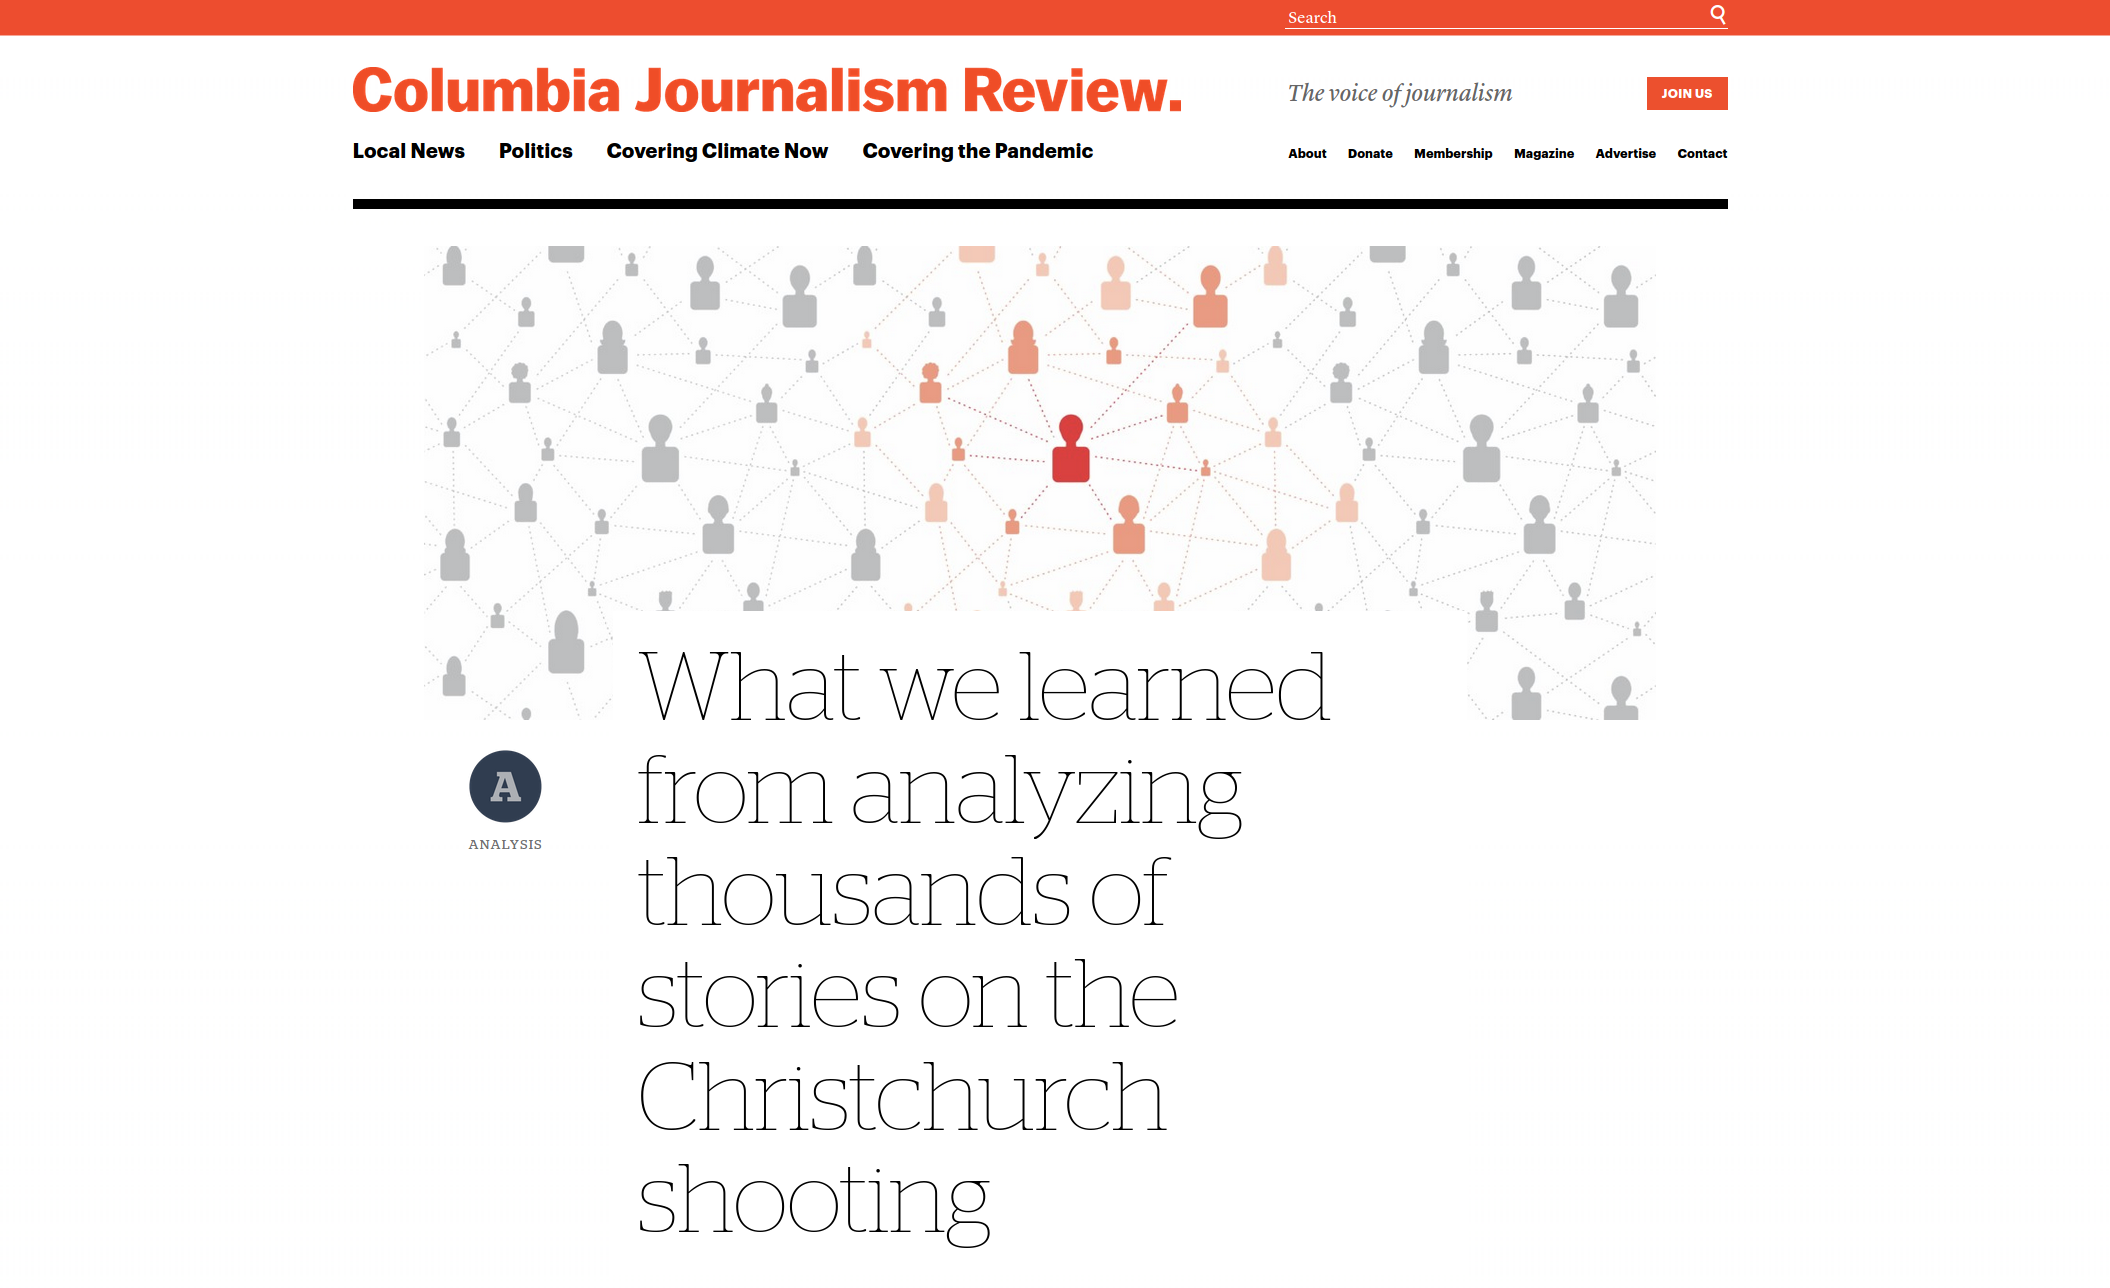 Search
Columbia Journalism Review.
The voice of journalism
JOIN US
Local News Politics Covering Climate Now Covering the Pandemic
About Donate Membership Magazine Advertise Contact
What we learned
from analyzing
thousands of
stories on the
Christchurch
shooting
A
ANALYSIS